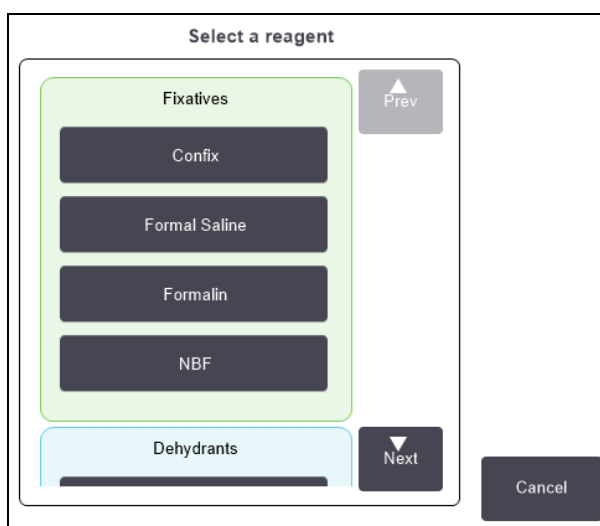 Select a reagent
Fixatives
Prev
Confix
Formal Saline
Formalin
NBF
Dehydrants
Next
Cancel